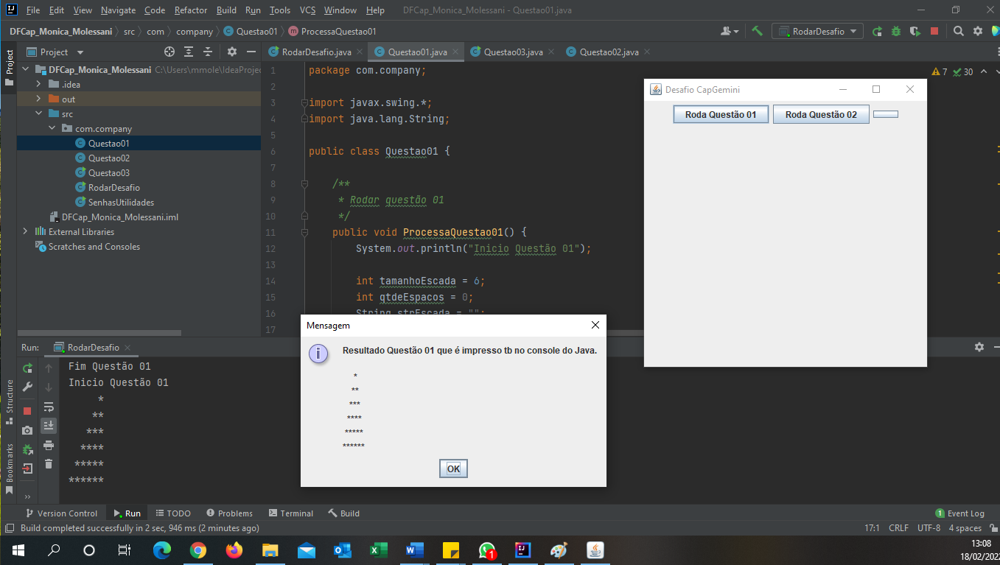 File Edit View Navigate Code Refactor Build Run Tools VCS Window Help DFCap_Monica_Molessani - Questao01.java
DFCap_Monica_Molessani src com company Questao01 m ProcessaQuestao01 RodarDesafio
Project
Project
RodarDesafio.java Questao01.java Questao03.java Questao02.java
DFCap_Monica_Molessani C:\Users\mmole\IdeaProjec
.idea
out
src
com.company
Questao01
Questao02
Questao03
RodarDesafio
SenhasUtilidades
DFCap_Monica_Molessani.iml
External Libraries
Scratches and Consoles
7 30
1 package com.company;
2
3 import javax.swing.*;
4 import java.lang.String;
5
6 public class Questao01 {
7
8 /**
9 * Rodar questão 01
10 */
11 public void ProcessaQuestao01() {
12 System.out.println("Inicio Questão 01");
13
14 int tamanhoEscada = 6;
15 int qtdeEspacos = 0;
16 String strEscada = "";
17
Desafio CapGemini
Roda Questão 01 Roda Questão 02
Mensagem
Resultado Questão 01 que é impresso tb no console do Java.
*
**
***
****
*****
******
OK
Run: RodarDesafio
Fim Questão 01
Inicio Questão 01
*
**
***
****
*****
******
Structure
Bookmarks
Version Control Run TODO Problems Terminal Build 1 Event Log
Build completed successfully in 2 sec, 946 ms (2 minutes ago) 17:1 CRLF UTF-8 4 spaces
1
13:08
18/02/2022